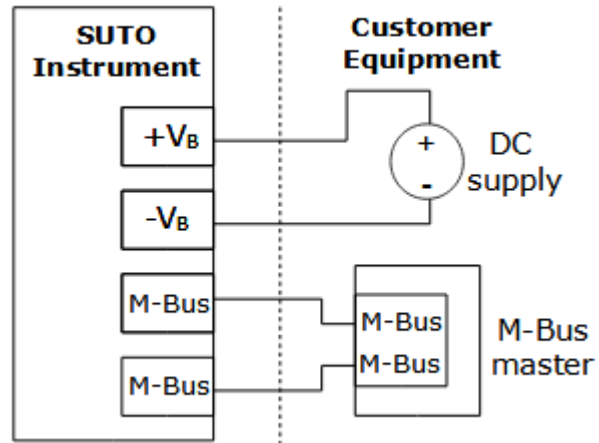 SUTO
Instrument
Customer
Equipment
+VB
-VB
M-Bus
M-Bus
+
-
DC
supply
M-Bus
M-Bus
M-Bus
master